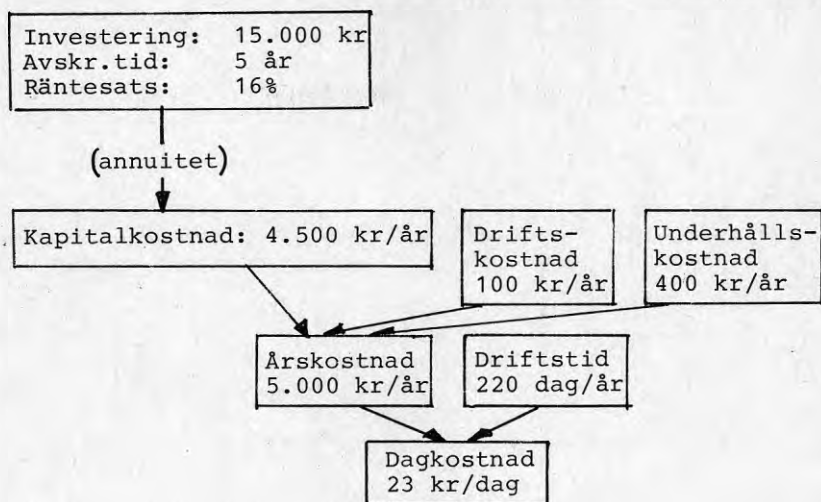 Investering: 15.000 kr
Avskr.tid: 5 år
Räntesats: 16%
(annuitet)
Kapitalkostnad: 4.500 kr/år
Drifts-
kostnad
100 kr/år
Underhålls-
kostnad
400 kr/år
Årskostnad
5.000 kr/år
Driftstid
220 dag/år
Dagkostnad
23 kr/dag